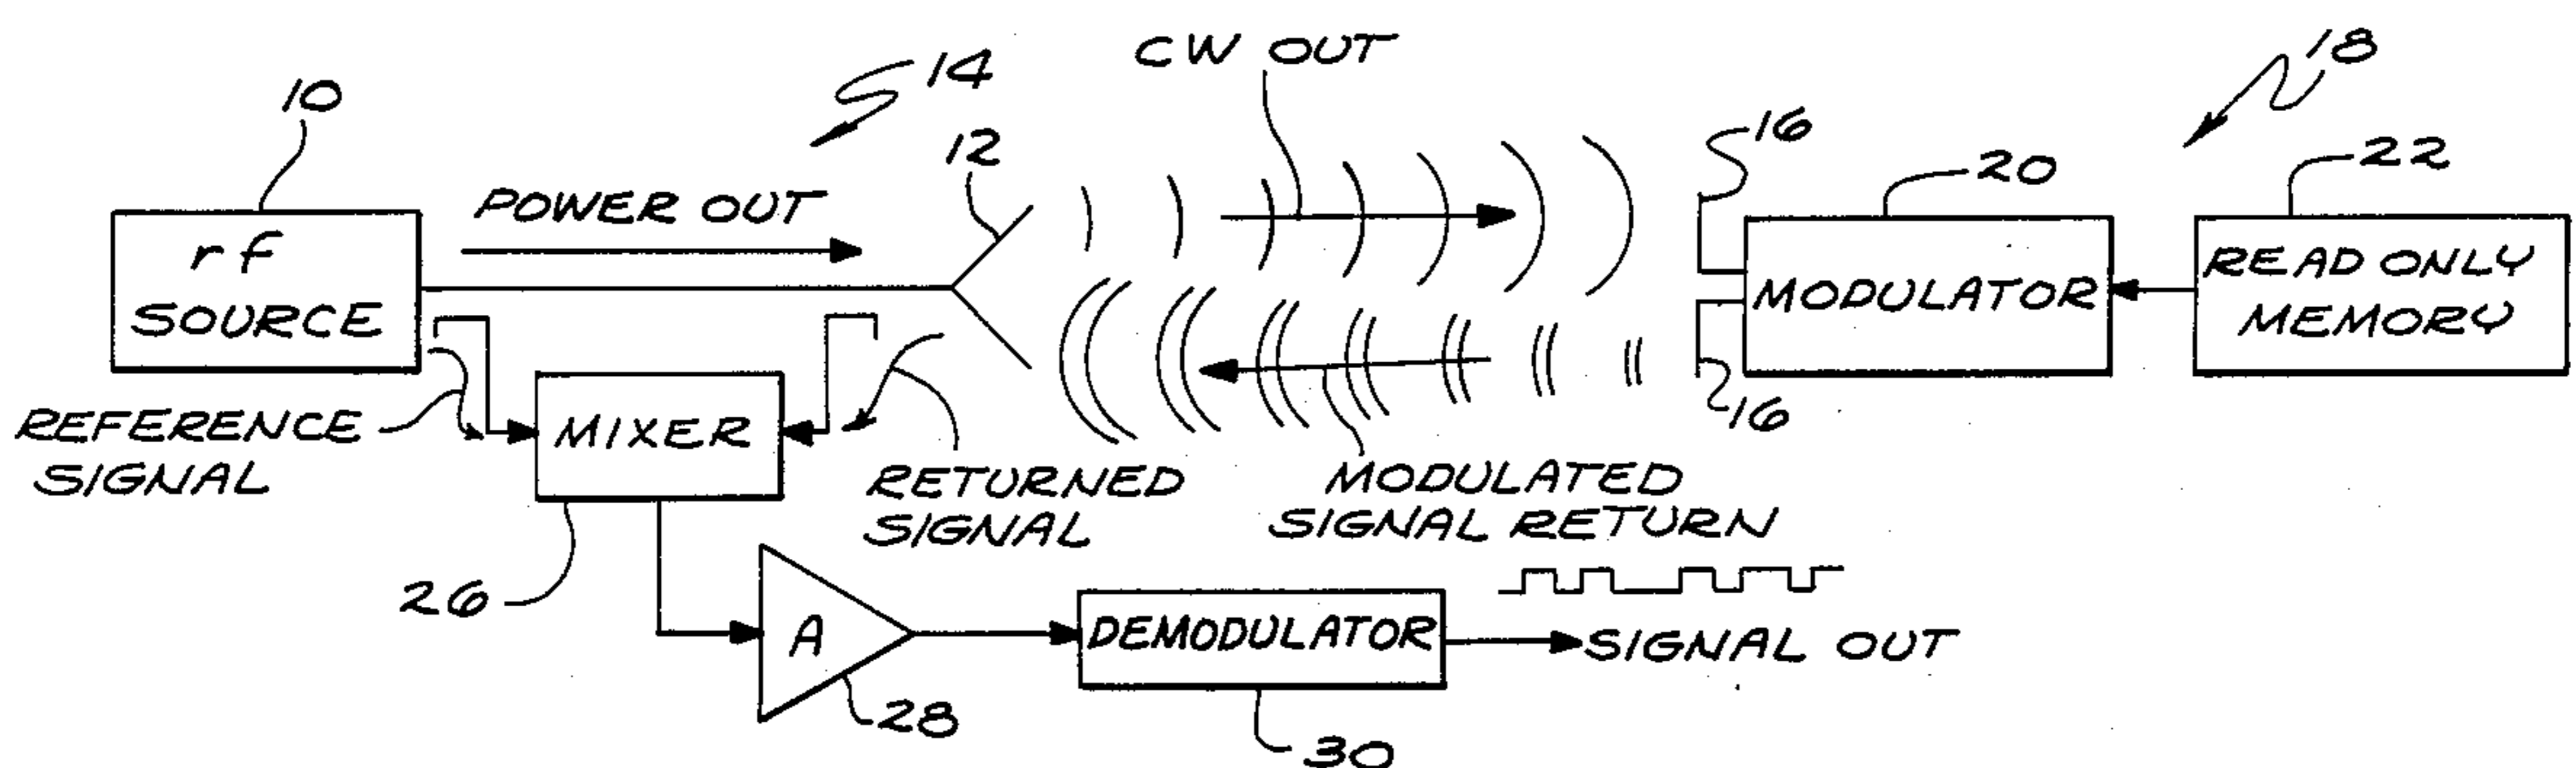 CW OUT
14
18
10
12
16
20
22
POWER OUT
rf
SOURCE
MODULATOR
READ ONLY
MEMORY
16
REFERENCE
SIGNAL
MIXER
RETURNED
SIGNAL
MODULATED
SIGNAL RETURN
26
A
28
DEMODULATOR
SIGNAL OUT
30